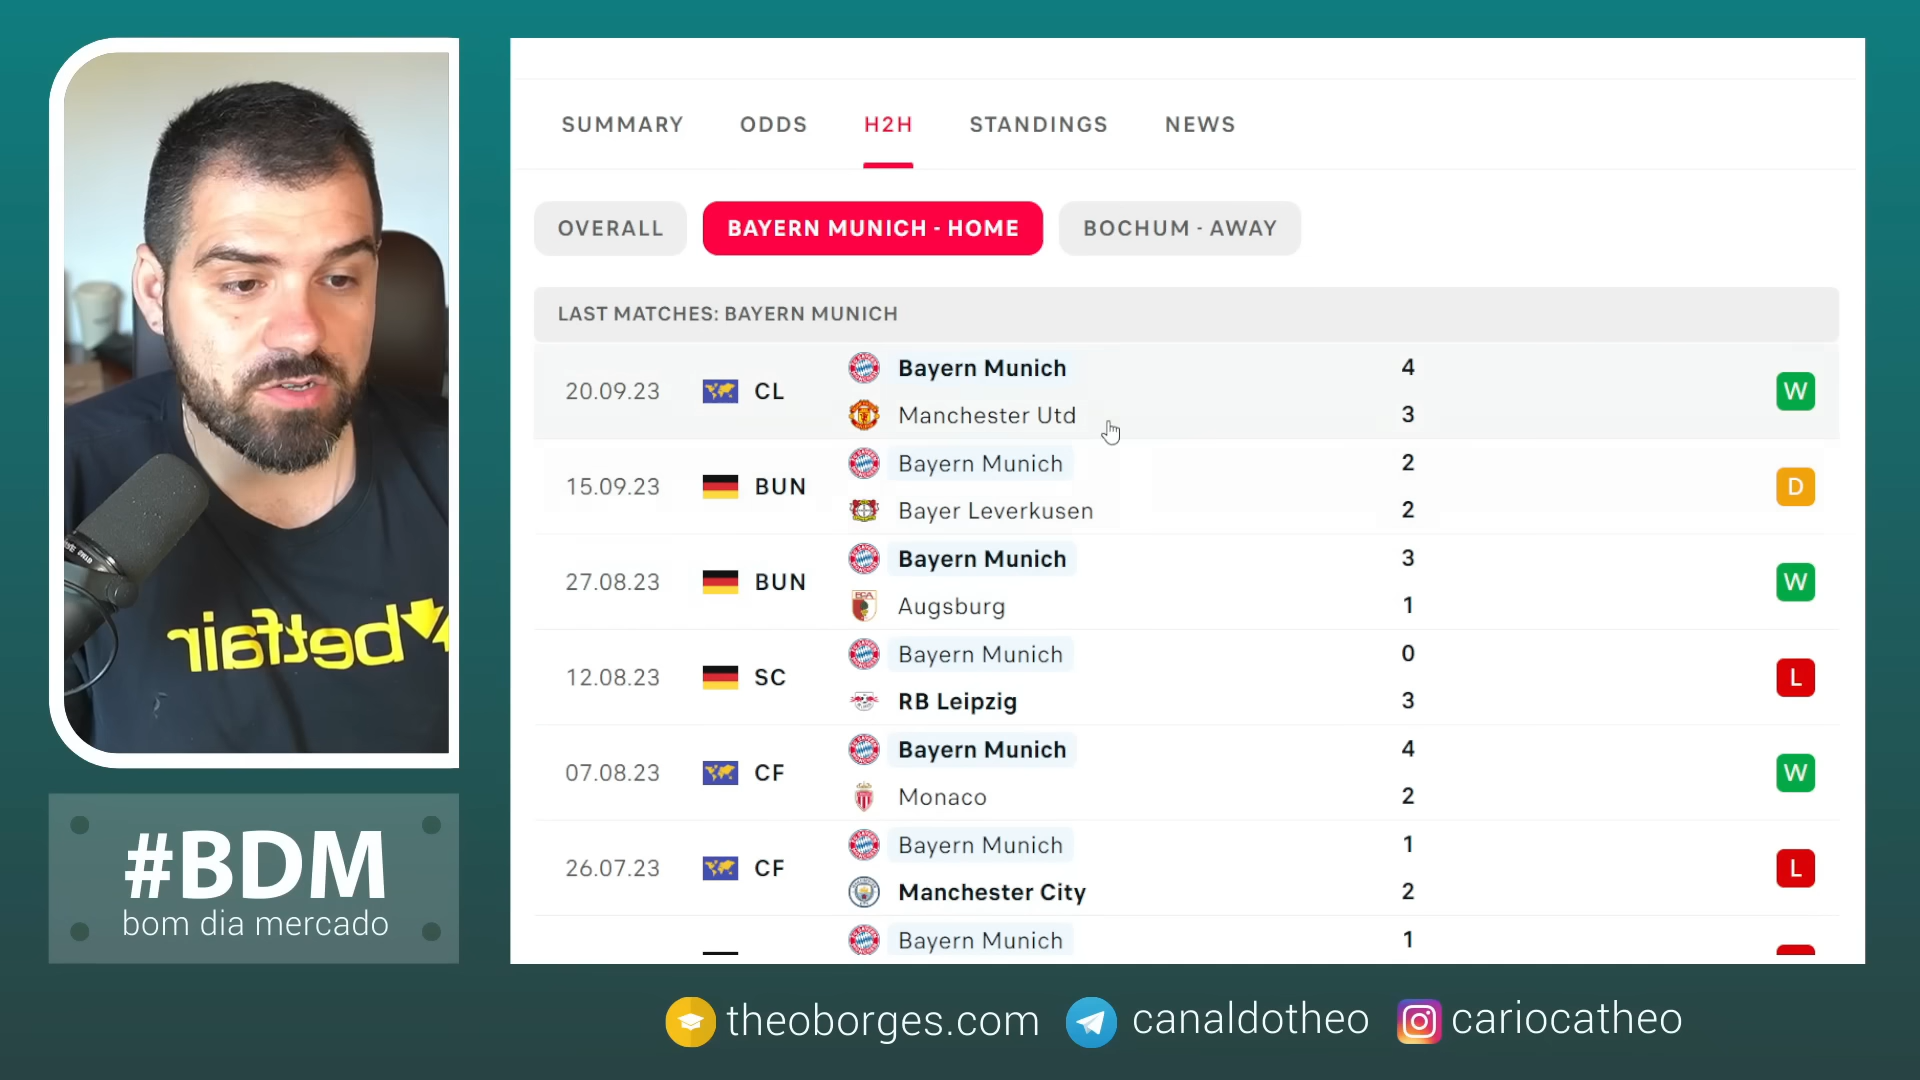 SUMMARY ODDS H2H STANDINGS NEWS
OVERALL BAYERN MUNICH - HOME BOCHUM - AWAY
LAST MATCHES: BAYERN MUNICH
20.09.23 CL Bayern Munich 4 W
Manchester Utd 3
15.09.23 BUN Bayern Munich 2 D
Bayer Leverkusen 2
27.08.23 BUN Bayern Munich 3 W
Augsburg 1
12.08.23 SC Bayern Munich 0 L
RB Leipzig 3
07.08.23 CF Bayern Munich 4 W
Monaco 2
26.07.23 CF Bayern Munich 1 L
Manchester City 2
Bayern Munich 1
betfair
#BDM
bom dia mercado
theoborges.com canaldotheo cariocatheo